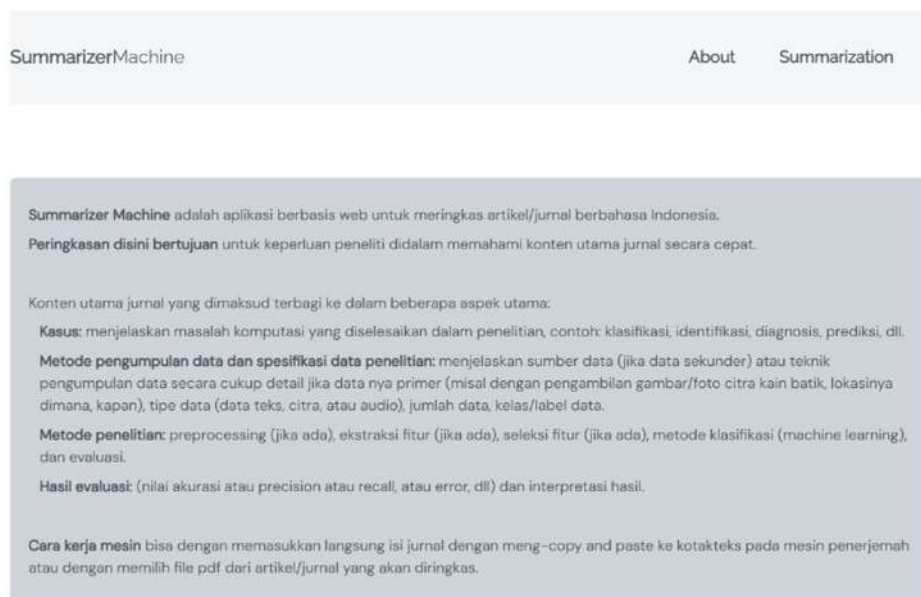 SummarizerMachine About Summarization
Summarizer Machine adalah aplikasi berbasis web untuk meringkas artikel/jurnal berbahasa Indonesia.
Peringkasan disini bertujuan untuk keperluan peneliti didalam memahami konten utama jurnal secara cepat.
Konten utama jurnal yang dimaksud terbagi ke dalam beberapa aspek utama:
Kasus: menjelaskan masalah komputasi yang diselesaikan dalam penelitian, contoh: klasifikasi, identifikasi, diagnosis, prediksi, dll.
Metode pengumpulan data dan spesifikasi data penelitian: menjelaskan sumber data (jika data sekunder) atau teknik
pengumpulan data secara cukup detail jika data nya primer (misal dengan pengambilan gambar/foto citra kain batik, lokasinya
dimana, kapan), tipe data (data teks, citra, atau audio), jumlah data, kelas/label data.
Metode penelitian: preprocessing (jika ada), ekstraksi fitur (jika ada), seleksi fitur (jika ada), metode klasifikasi (machine learning),
dan evaluasi.
Hasil evaluasi: (nilai akurasi atau precision atau recall, atau error, dll) dan interpretasi hasil.
Cara kerja mesin bisa dengan memasukkan langsung isi jurnal dengan meng-copy and paste ke kotakteks pada mesin penerjemah
atau dengan memilih file pdf dari artikel/jurnal yang akan diringkas.